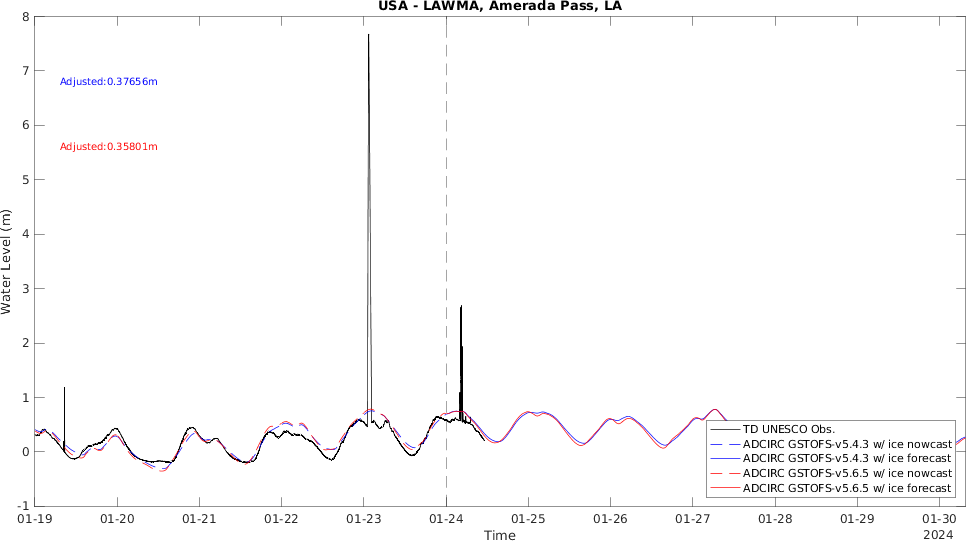 USA - LAWMA, Amerada Pass, LA
8
7
6
5
4
3
2
1
0
-1
Water Level (m)
Adjusted:0.37656m
Adjusted:0.35801m
TD UNESCO Obs.
ADCIRC GSTOFS-v5.4.3 w/ ice nowcast
ADCIRC GSTOFS-v5.4.3 w/ ice forecast
ADCIRC GSTOFS-v5.6.5 w/ ice nowcast
ADCIRC GSTOFS-v5.6.5 w/ ice forecast
01-19 01-20 01-21 01-22 01-23 01-24 01-25 01-26 01-27 01-28 01-29 01-30
Time
2024